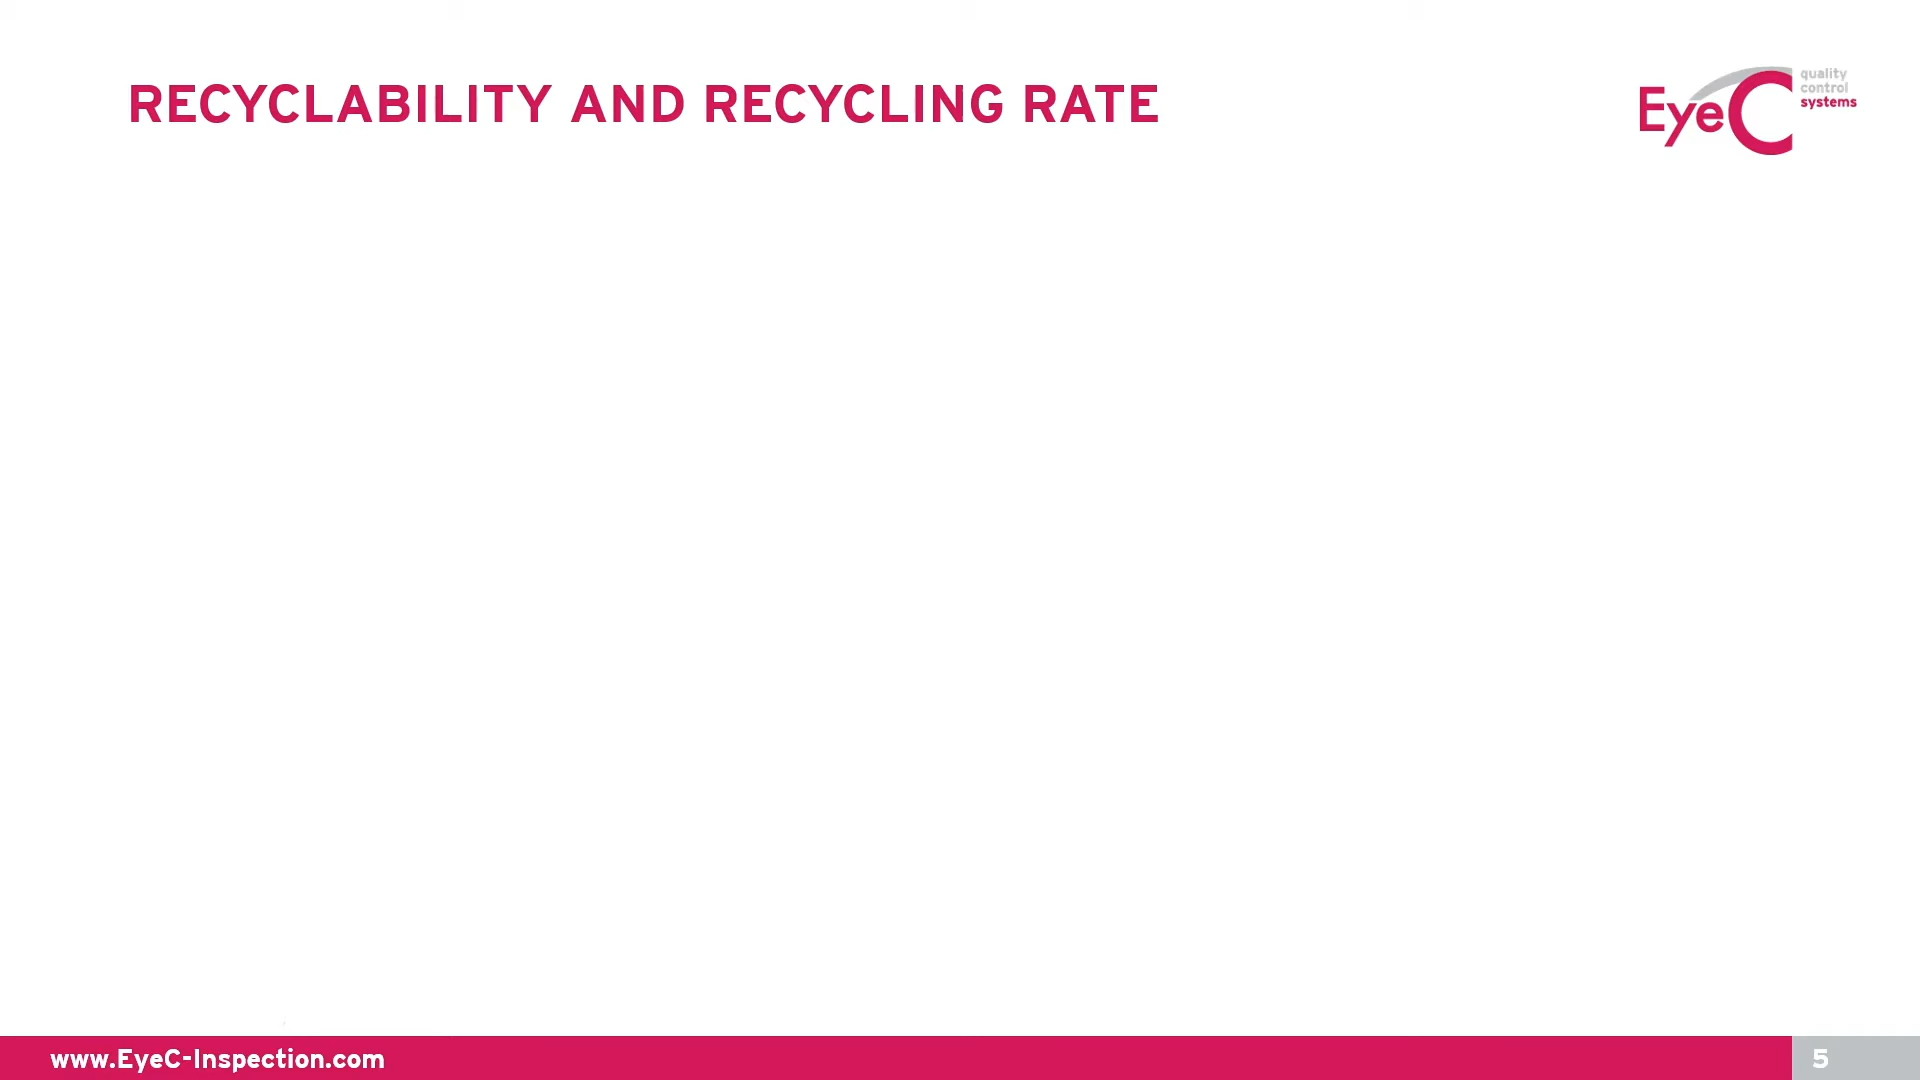 RECYCLABILITY AND RECYCLING RATE
EyeC
quality
control
systems
www.EyeC-Inspection.com
5